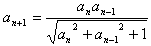 a_{n+1} = \frac{a_n a_{n-1}}{\sqrt{a_n^2 + a_{n-1}^2 + 1}}